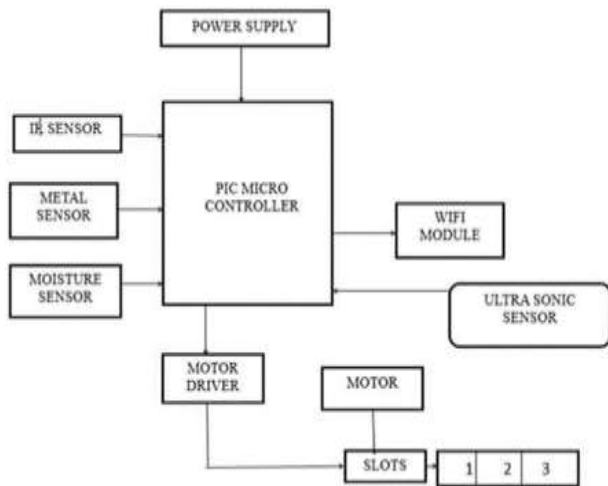 POWER SUPPLY
IR SENSOR
PIC MICRO
CONTROLLER
METAL
SENSOR
WIFI
MODULE
MOISTURE
SENSOR
ULTRA SONIC
SENSOR
MOTOR
DRIVER
MOTOR
SLOTS
1 2 3